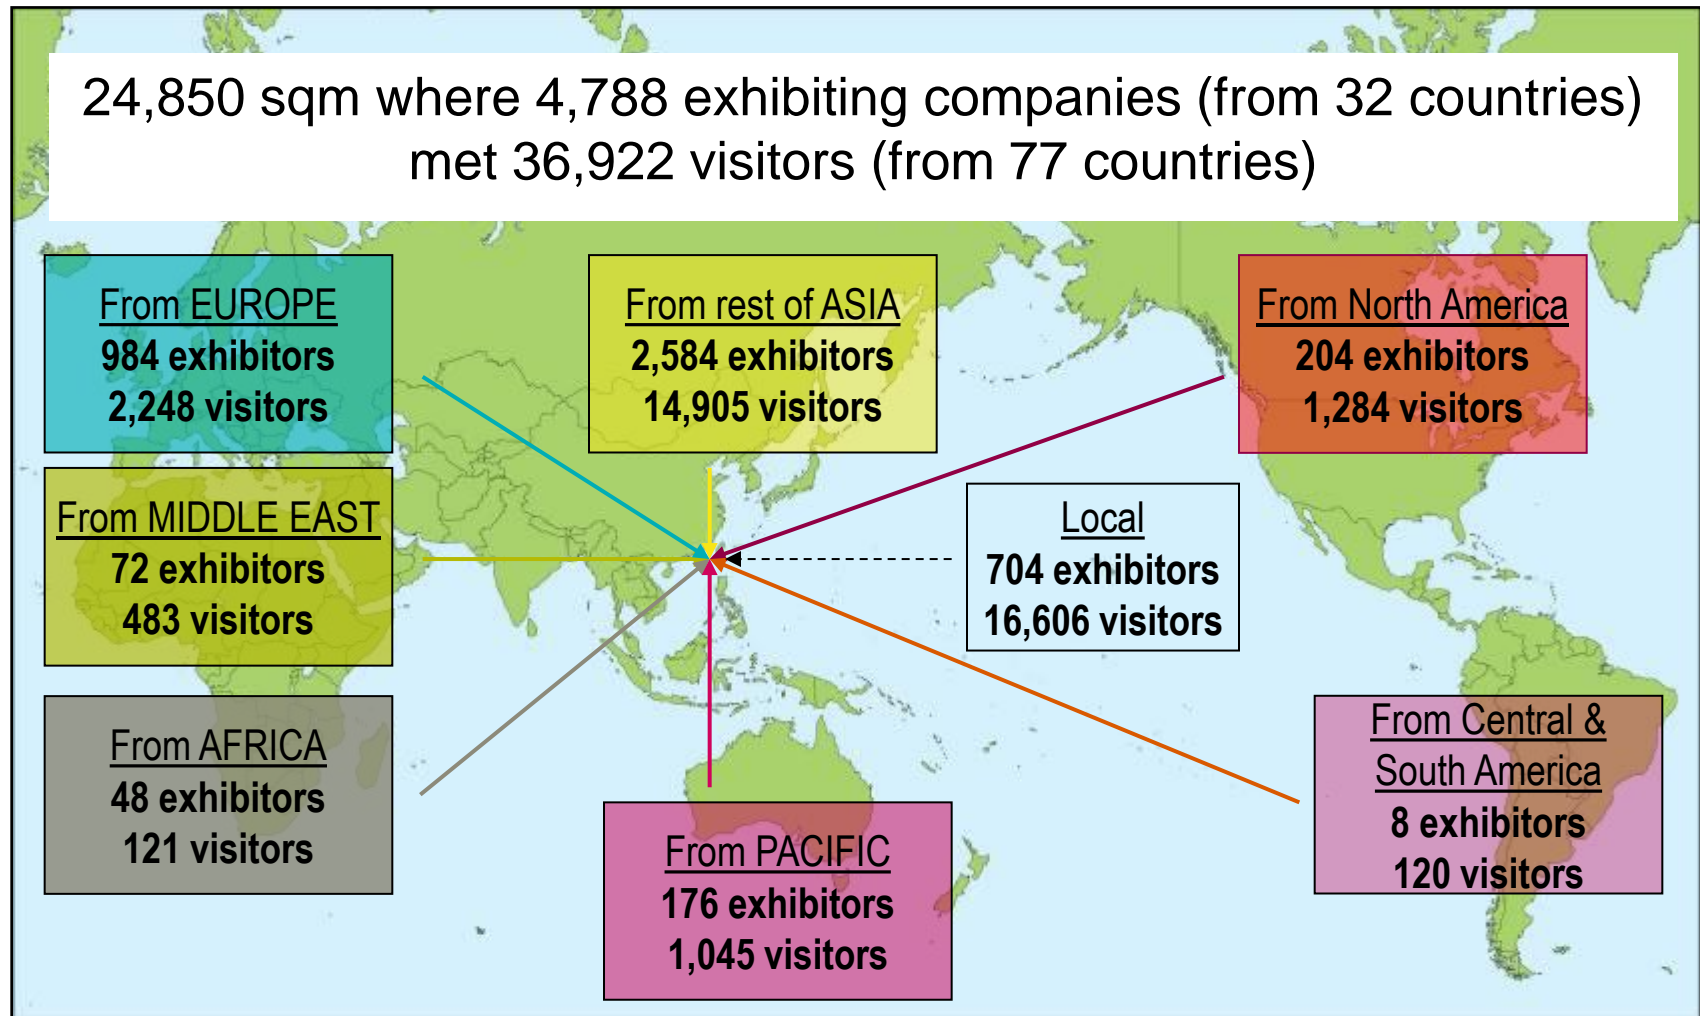 24,850 sqm where 4,788 exhibiting companies (from 32 countries)
met 36,922 visitors (from 77 countries)
From EUROPE
984 exhibitors
2,248 visitors
From rest of ASIA
2,584 exhibitors
14,905 visitors
From North America
204 exhibitors
1,284 visitors
From MIDDLE EAST
72 exhibitors
483 visitors
Local
704 exhibitors
16,606 visitors
From AFRICA
48 exhibitors
121 visitors
From PACIFIC
176 exhibitors
1,045 visitors
From Central &
South America
8 exhibitors
120 visitors